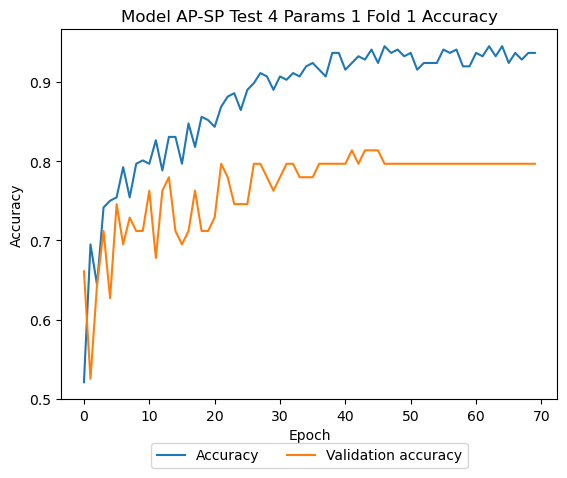 Model AP-SP Test 4 Params 1 Fold 1 Accuracy
0.9
0.8
0.7
0.6
0.5
Accuracy
0 10 20 30 40 50 60 70
Epoch
Accuracy Validation accuracy